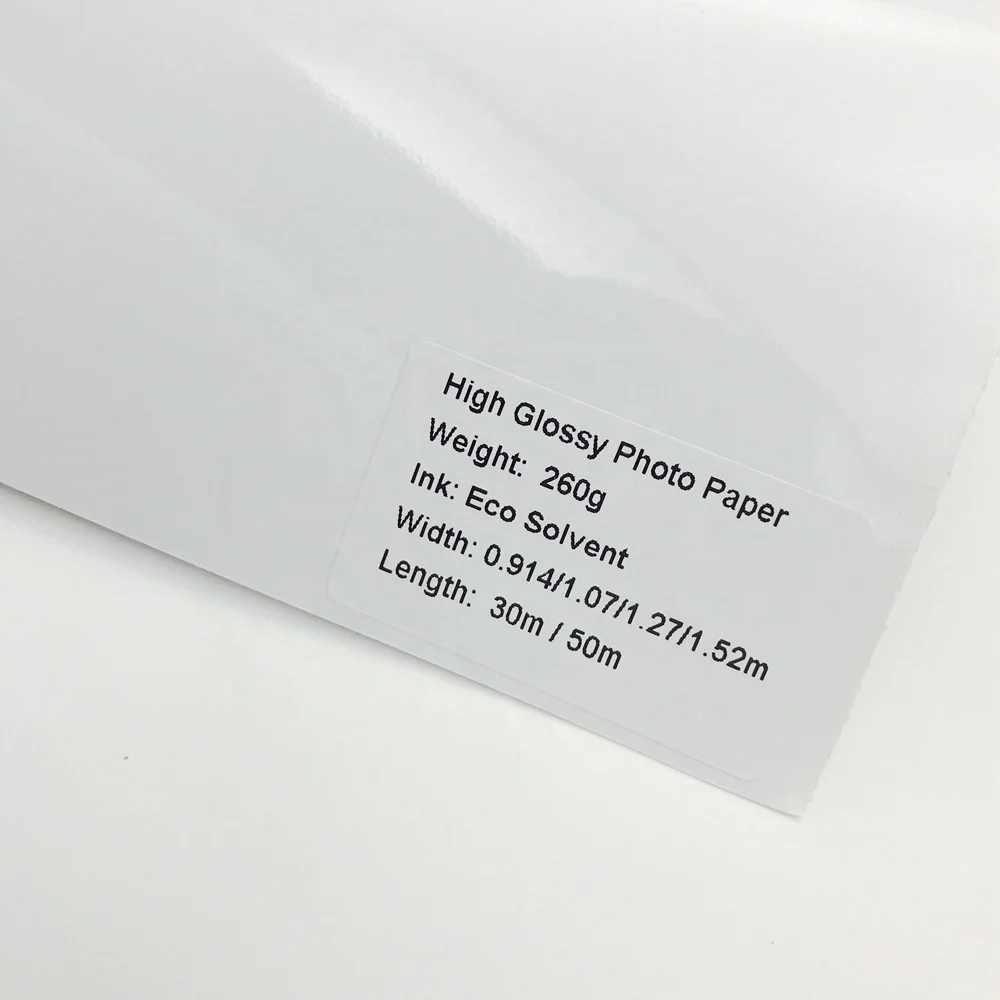 High Glossy Photo Paper
Weight: 260g
Ink: Eco Solvent
Width: 0.914/1.07/1.27/1.52m
Length: 30m / 50m